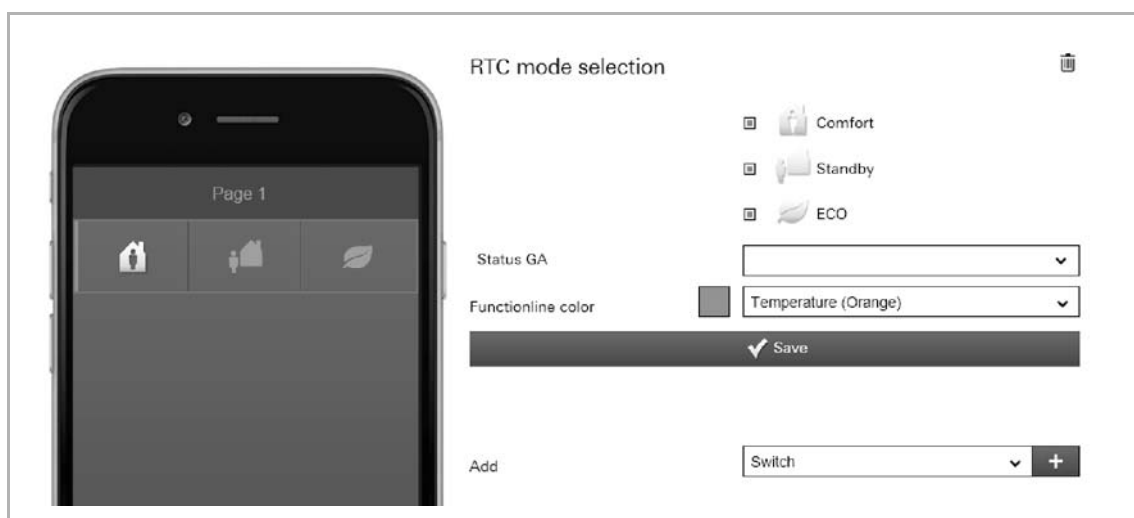 RTC mode selection
Comfort
Standby
ECO
Page 1
Status GA
Functionline color
Temperature (Orange)
Save
Add
Switch
+